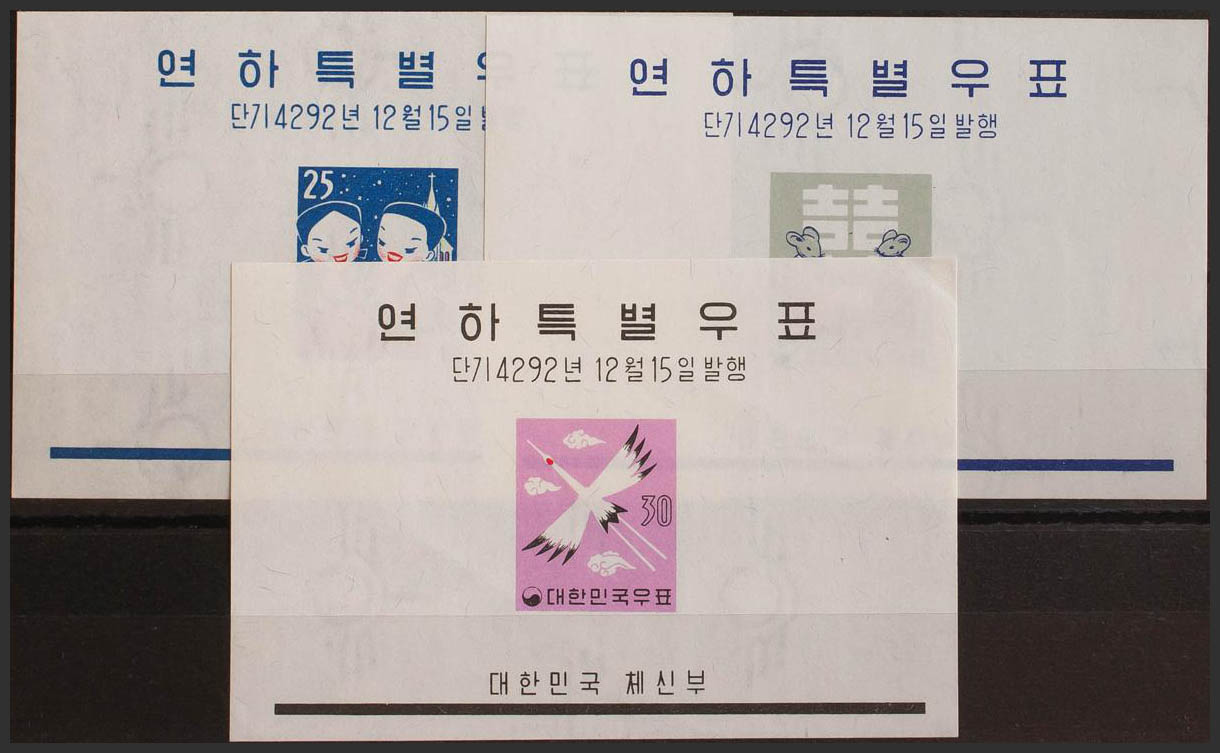 연하특별
단기4292년 12월15일
25
연하특별우표
단기4292년 12월15일발행
연하특별우표
단기4292년 12월15일발행
30
대한민국우표
대한민국 체신부